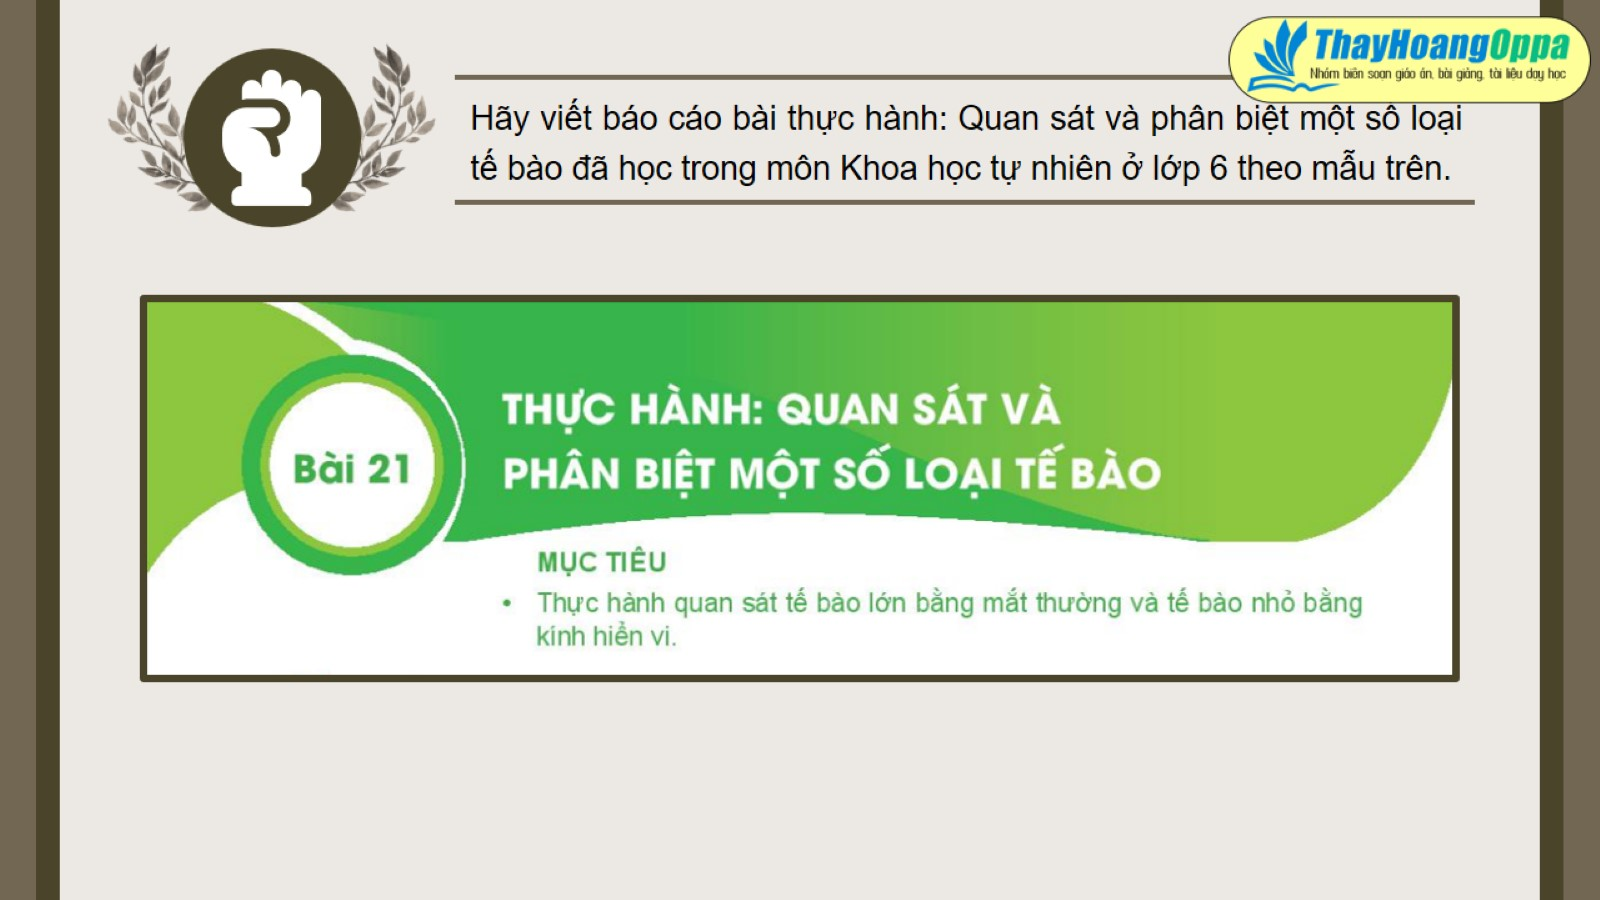 ThayHoangOppa
Nhóm biên soạn giáo án, bài giảng, tài liệu dạy học
Hãy viết báo cáo bài thực hành: Quan sát và phân biệt một số loại
tế bào đã học trong môn Khoa học tự nhiên ở lớp 6 theo mẫu trên.
Bài 21
THỰC HÀNH: QUAN SÁT VÀ
PHÂN BIỆT MỘT SỐ LOẠI TẾ BÀO
MỤC TIÊU
• Thực hành quan sát tế bào lớn bằng mắt thường và tế bào nhỏ bằng
kính hiển vi.